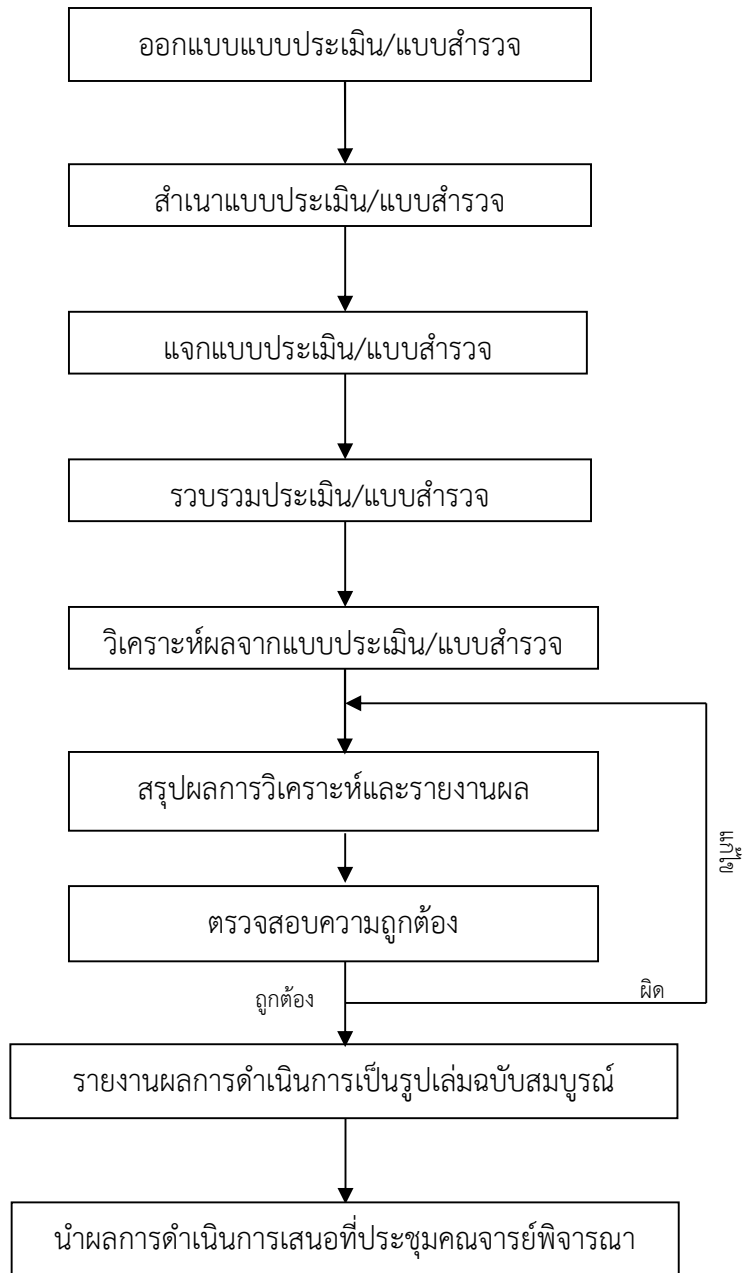 ออกแบบแบบประเมิน/แบบสำรวจ
สำเนาแบบประเมิน/แบบสำรวจ
แจกแบบประเมิน/แบบสำรวจ
รวบรวมประเมิน/แบบสำรวจ
วิเคราะห์ผลจากแบบประเมิน/แบบสำรวจ
สรุปผลการวิเคราะห์และรายงานผล
แก้ไข
ตรวจสอบความถูกต้อง
ถูกต้อง
ผิด
รายงานผลการดำเนินการเป็นรูปเล่มฉบับสมบูรณ์
นำผลการดำเนินการเสนอที่ประชุมคณจารย์พิจารณา